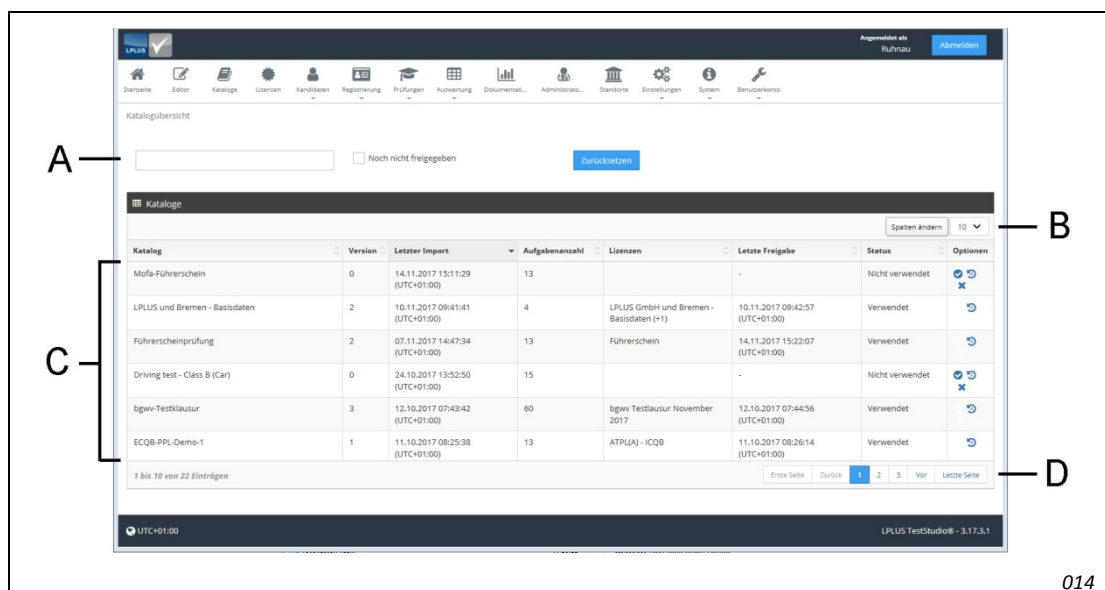 LPLUS
Angemeldet als
Ruhnau
Abmelden
Startseite Editor Kataloge Lizenzen Kandidaten Registrierung Prüfungen Auswertung Dokumentati... Administrato... Standorte Einstellungen System Benutzerkonto
Katalogübersicht
A
Noch nicht freigegeben Zurücksetzen
Kataloge
Spalten ändern 10
B
Katalog Version Letzter Import Aufgabenanzahl Lizenzen Letzte Freigabe Status Optionen
Mofa-Führerschein 0 14.11.2017 15:11:29 13 - Nicht verwendet
(UTC+01:00)
LPLUS und Bremen - Basisdaten 2 10.11.2017 09:41:41 4 LPLUS GmbH und Bremen - 10.11.2017 09:42:57 Verwendet
(UTC+01:00) Basisdaten (+1) (UTC+01:00)
Führerscheinprüfung 2 07.11.2017 14:47:34 13 Führerschein 14.11.2017 15:22:07 Verwendet
(UTC+01:00) (UTC+01:00)
C
Driving test - Class B (Car) 0 24.10.2017 13:52:50 15 - Nicht verwendet
(UTC+01:00)
bgwv-Testklausur 3 12.10.2017 07:43:42 60 bgwv Testlausur November 12.10.2017 07:44:56 Verwendet
(UTC+01:00) 2017 (UTC+01:00)
ECQB-PPL-Demo-1 1 11.10.2017 08:25:38 13 ATPL(A) - ICQB 11.10.2017 08:26:14 Verwendet
(UTC+01:00) (UTC+01:00)
1 bis 10 von 22 Einträgen Erste Seite Zurück 1 2 3 Vor Letzte Seite
D
UTC+01:00 LPLUS TestStudio® - 3.17.3.1
014